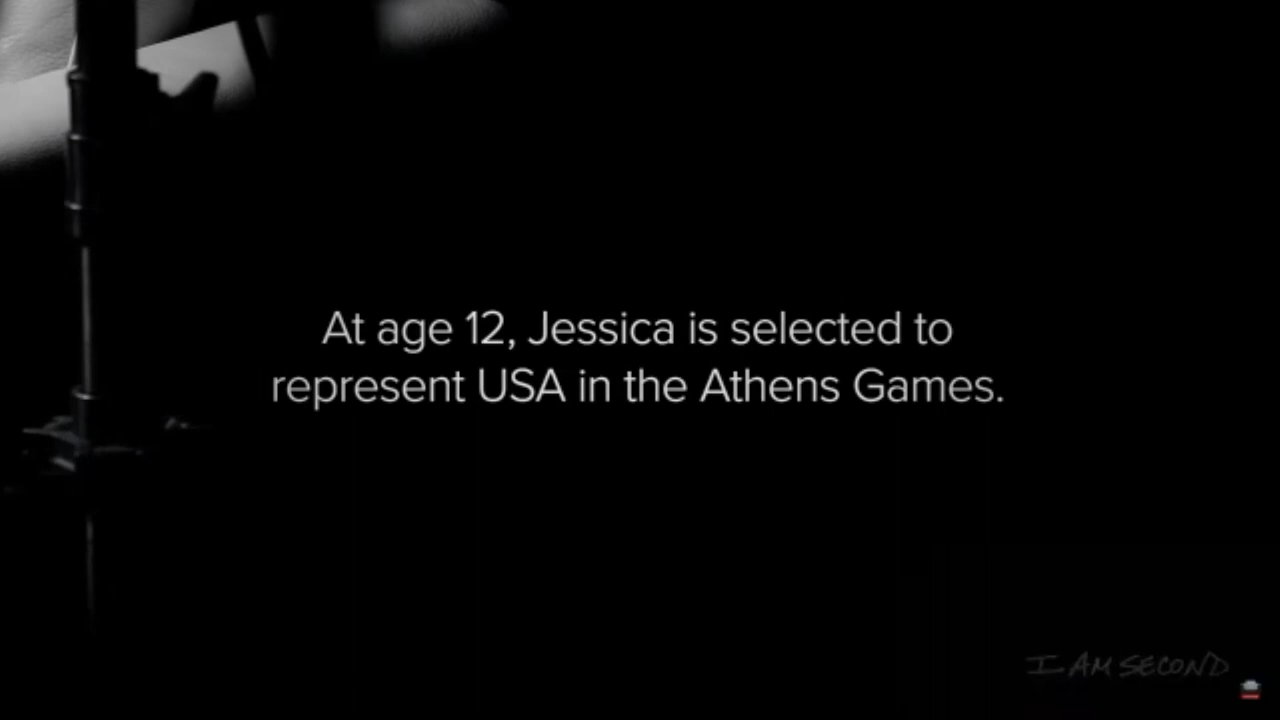 At age 12, Jessica is selected to
represent USA in the Athens Games.
I AM SECOND